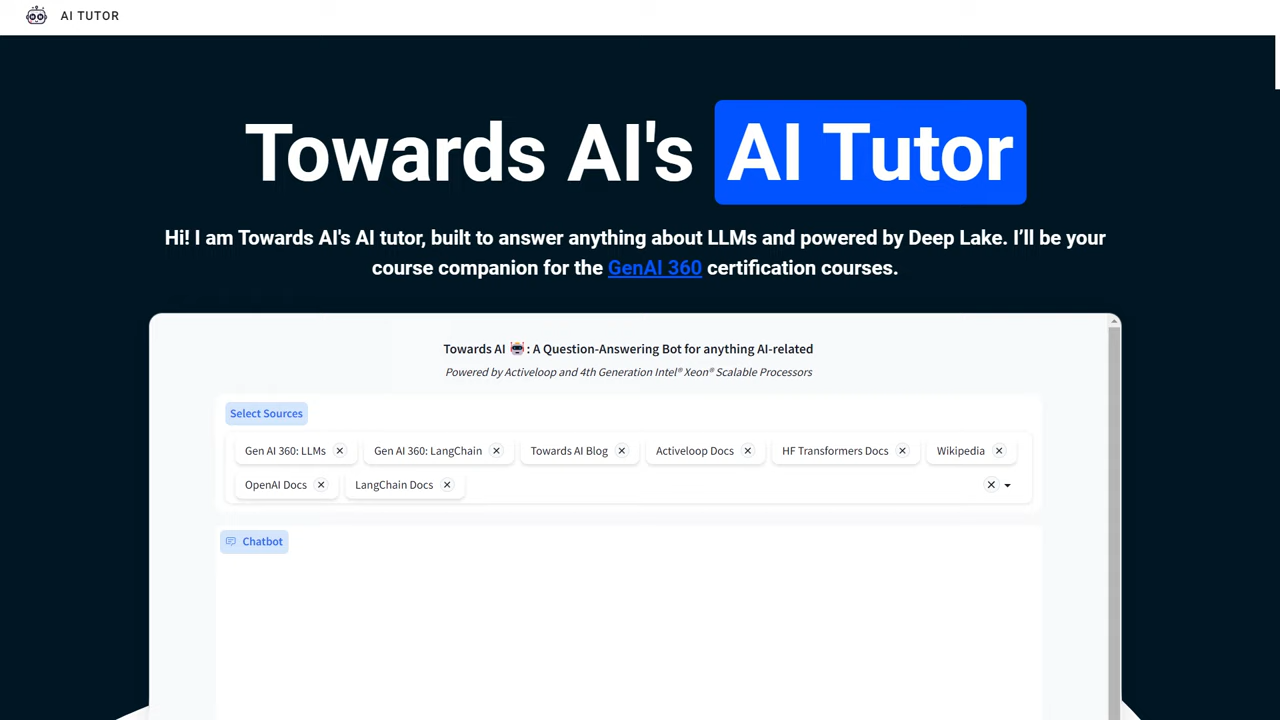 AI TUTOR
Towards AI's AI Tutor
Hi! I am Towards AI's AI tutor, built to answer anything about LLMs and powered by Deep Lake. I’ll be your
course companion for the GenAI 360 certification courses.
Towards AI 🤖: A Question-Answering Bot for anything AI-related
Powered by Activeloop and 4th Generation Intel® Xeon® Scalable Processors
Select Sources
Gen AI 360: LLMs ✕ Gen AI 360: LangChain ✕ Towards AI Blog ✕ Activeloop Docs ✕ HF Transformers Docs ✕ Wikipedia ✕
OpenAI Docs ✕ LangChain Docs ✕
Chatbot